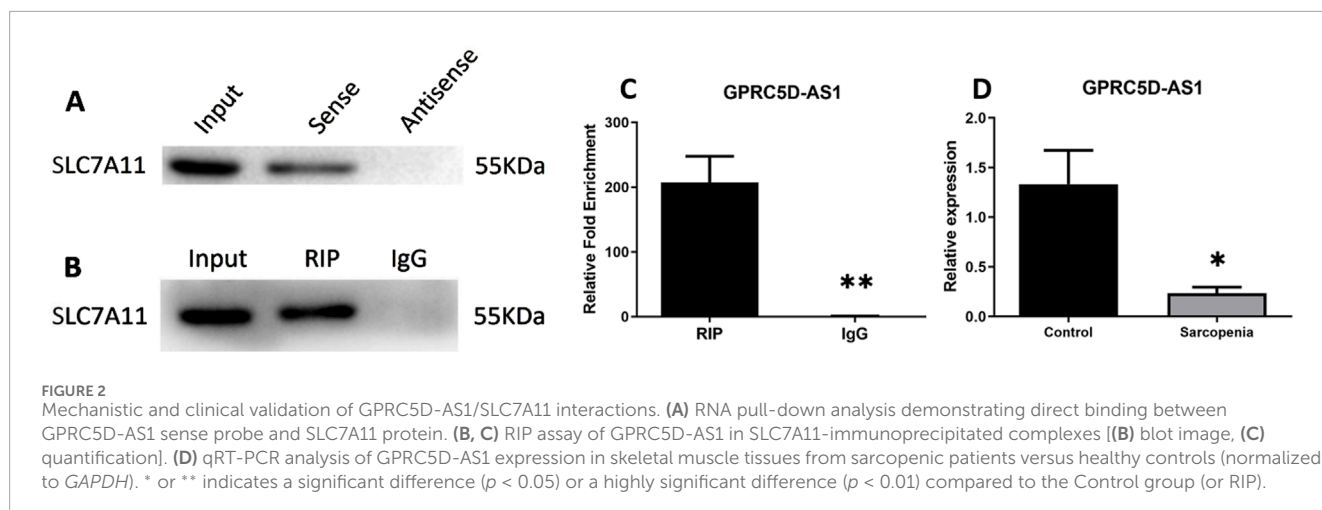 A
Input
Sense
Antisense
SLC7A11
55KDa
B
Input RIP IgG
SLC7A11
55KDa
C
GPRC5D-AS1
Relative Fold Enrichment
300
200
100
0
**
RIP IgG
D
GPRC5D-AS1
Relative expression
2.0
1.5
1.0
0.5
0.0
*
Control Sarcopenia
FIGURE 2
Mechanistic and clinical validation of GPRC5D-AS1/SLC7A11 interactions. (A) RNA pull-down analysis demonstrating direct binding between
GPRC5D-AS1 sense probe and SLC7A11 protein. (B, C) RIP assay of GPRC5D-AS1 in SLC7A11-immunoprecipitated complexes [(B) blot image, (C)
quantification]. (D) qRT-PCR analysis of GPRC5D-AS1 expression in skeletal muscle tissues from sarcopenic patients versus healthy controls (normalized
to GAPDH). * or ** indicates a significant difference (p < 0.05) or a highly significant difference (p < 0.01) compared to the Control group (or RIP).